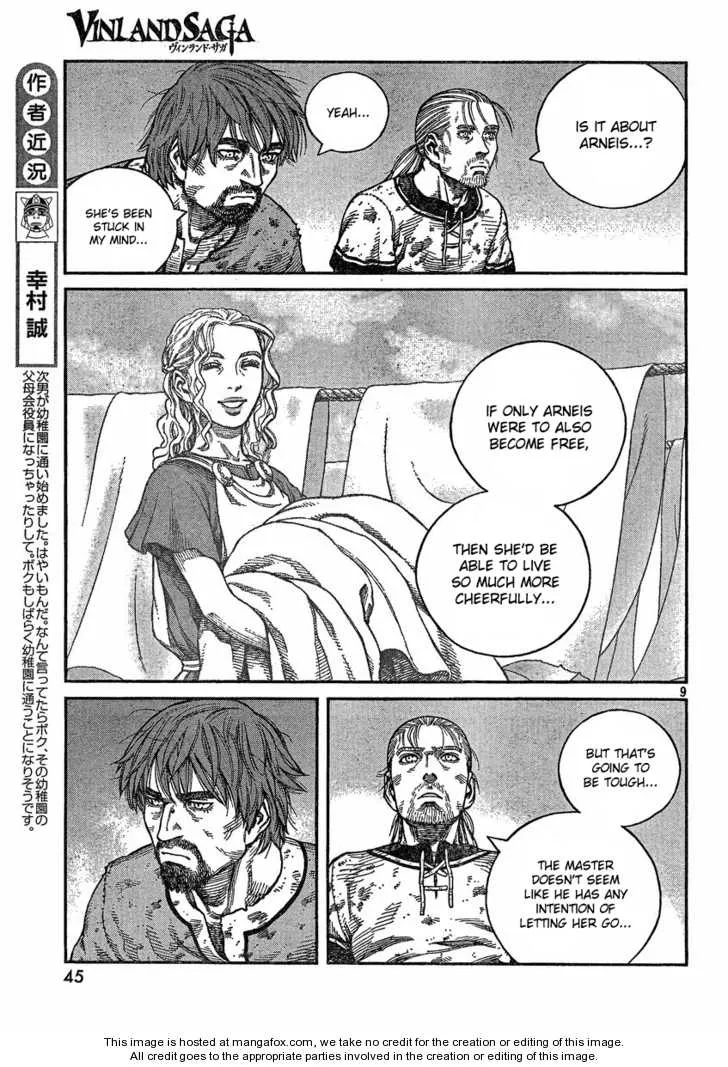 VINLAND SAGA
ヴィンランド・サガ
IS IT ABOUT
ARNEIS...?
YEAH...
SHE'S BEEN
STUCK IN
MY MIND...
IF ONLY ARNEIS
WERE TO ALSO
BECOME FREE,
THEN SHE'D BE
ABLE TO LIVE
SO MUCH MORE
CHEERFULLY...
9
BUT THAT'S
GOING TO
BE TOUGH...
THE MASTER
DOESN'T SEEM
LIKE HE HAS ANY
INTENTION OF
LETTING HER GO...
作者近況
幸村誠
次男が幼稚園に通い始めました。はやいもんだ。なんて言ってたらボク、その幼稚園の
父母会役員になっちゃったりして。ボクもしばらく幼稚園に通うことになりそうです。
45
This image is hosted at mangafox.com, we take no credit for the creation or editing of this image.
All credit goes to the appropriate parties involved in the creation or editing of this image.